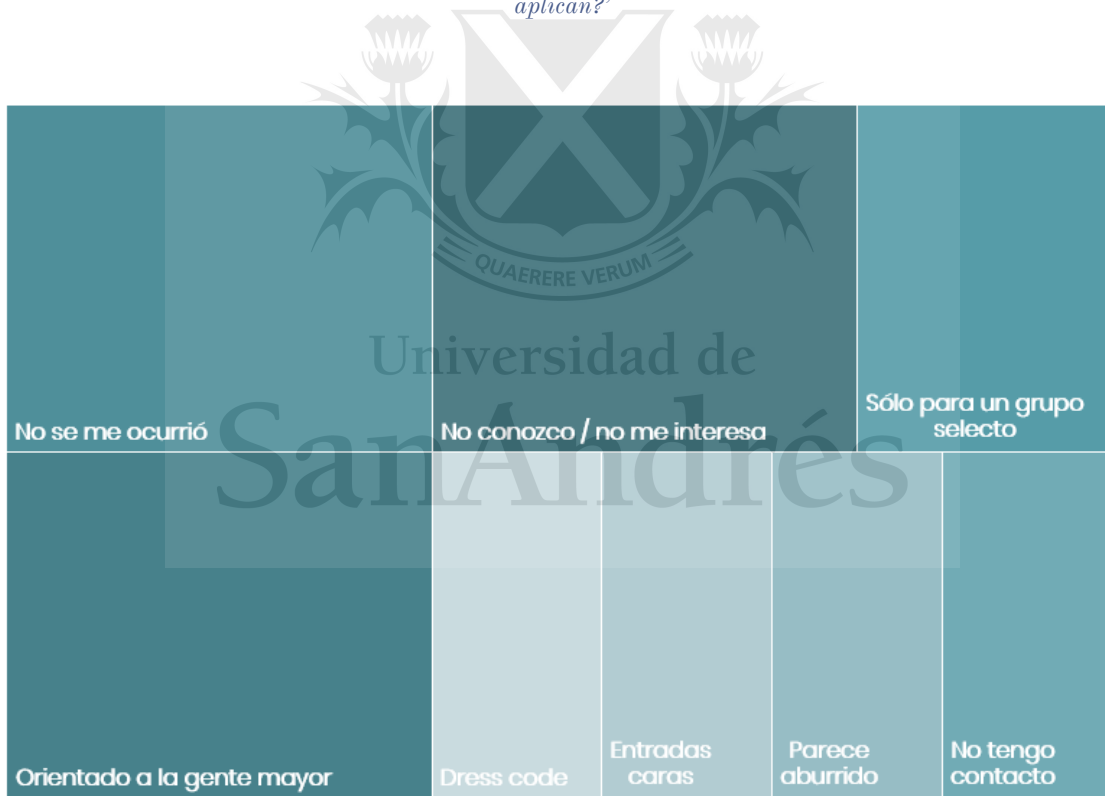 aplican?'
QUAERERE VERUM
Universidad de
SanAndrés
No se me ocurrió
No conozco / no me interesa
Sólo para un grupo
selecto
Orientado a la gente mayor
Dress code
Entradas
caras
Parece
aburrido
No tengo
contacto